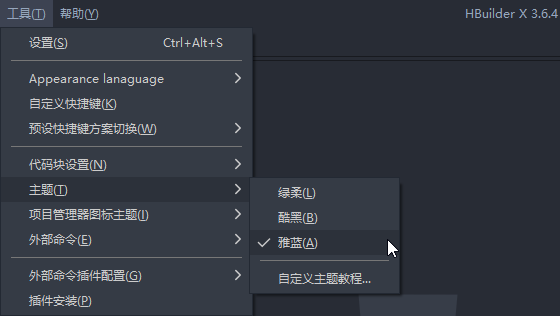 工具(T) 帮助(Y) HBuilder X 3.6.4
设置(S) Ctrl+Alt+S
Appearance lanaguage
自定义快捷键(K)
预设快捷键方案切换(W)
代码块设置(N)
主题(T)
绿柔(L)
项目管理器图标主题(I)
酷黑(B)
外部命令(E)
雅蓝(A)
外部命令插件配置(G)
自定义主题教程...
插件安装(P)